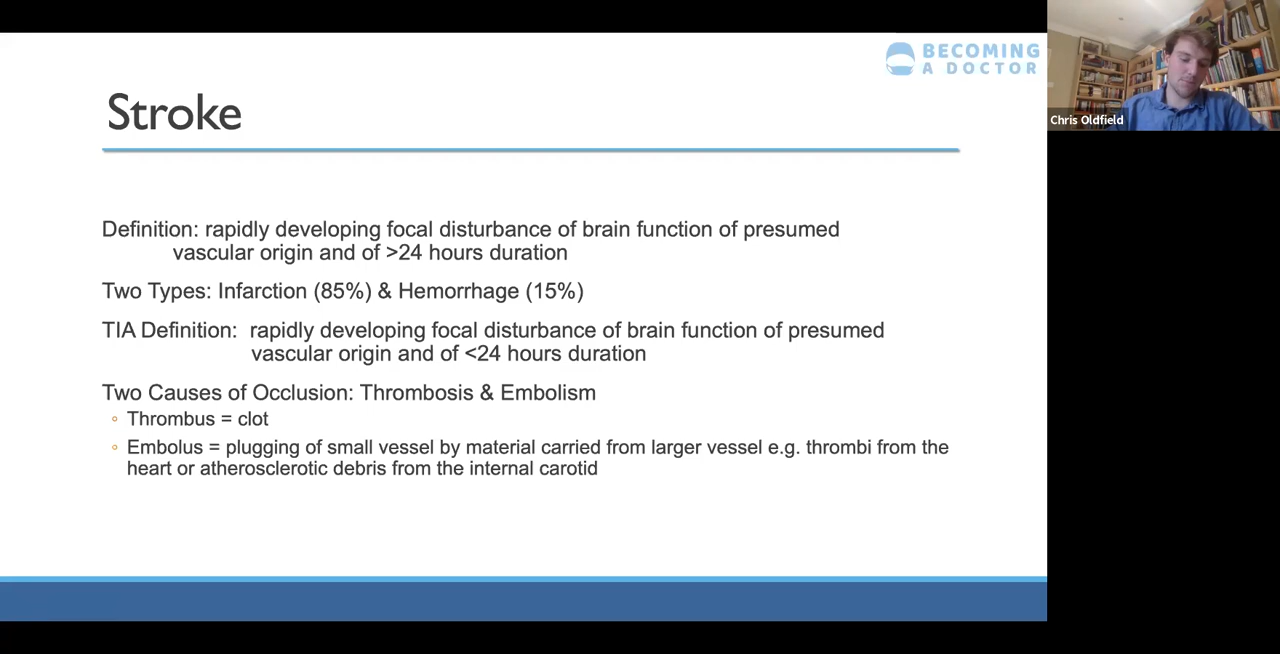 BECOMING
A DOCTOR
Stroke
Chris Oldfield
Definition: rapidly developing focal disturbance of brain function of presumed
vascular origin and of >24 hours duration
Two Types: Infarction (85%) & Hemorrhage (15%)
TIA Definition: rapidly developing focal disturbance of brain function of presumed
vascular origin and of <24 hours duration
Two Causes of Occlusion: Thrombosis & Embolism
◦ Thrombus = clot
◦ Embolus = plugging of small vessel by material carried from larger vessel e.g. thrombi from the
heart or atherosclerotic debris from the internal carotid